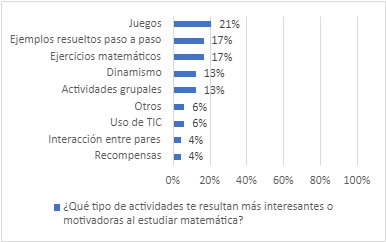 Juegos 21%
Ejemplos resueltos paso a paso 17%
Ejercicios matemáticos 17%
Dinamismo 13%
Actividades grupales 13%
Otros 6%
Uso de TIC 6%
Interacción entre pares 4%
Recompensas 4%
0% 20% 40% 60% 80% 100%
¿Qué tipo de actividades te resultan más interesantes o
motivadoras al estudiar matemática?